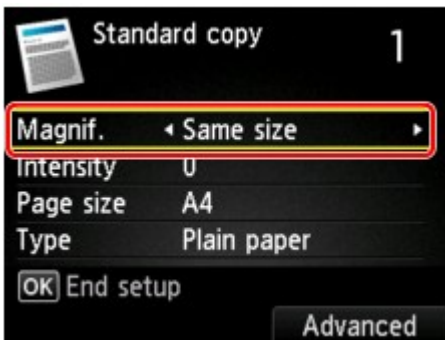 Standard copy 1
Magnif. Same size
Intensity 0
Page size A4
Type Plain paper
OK End setup
Advanced